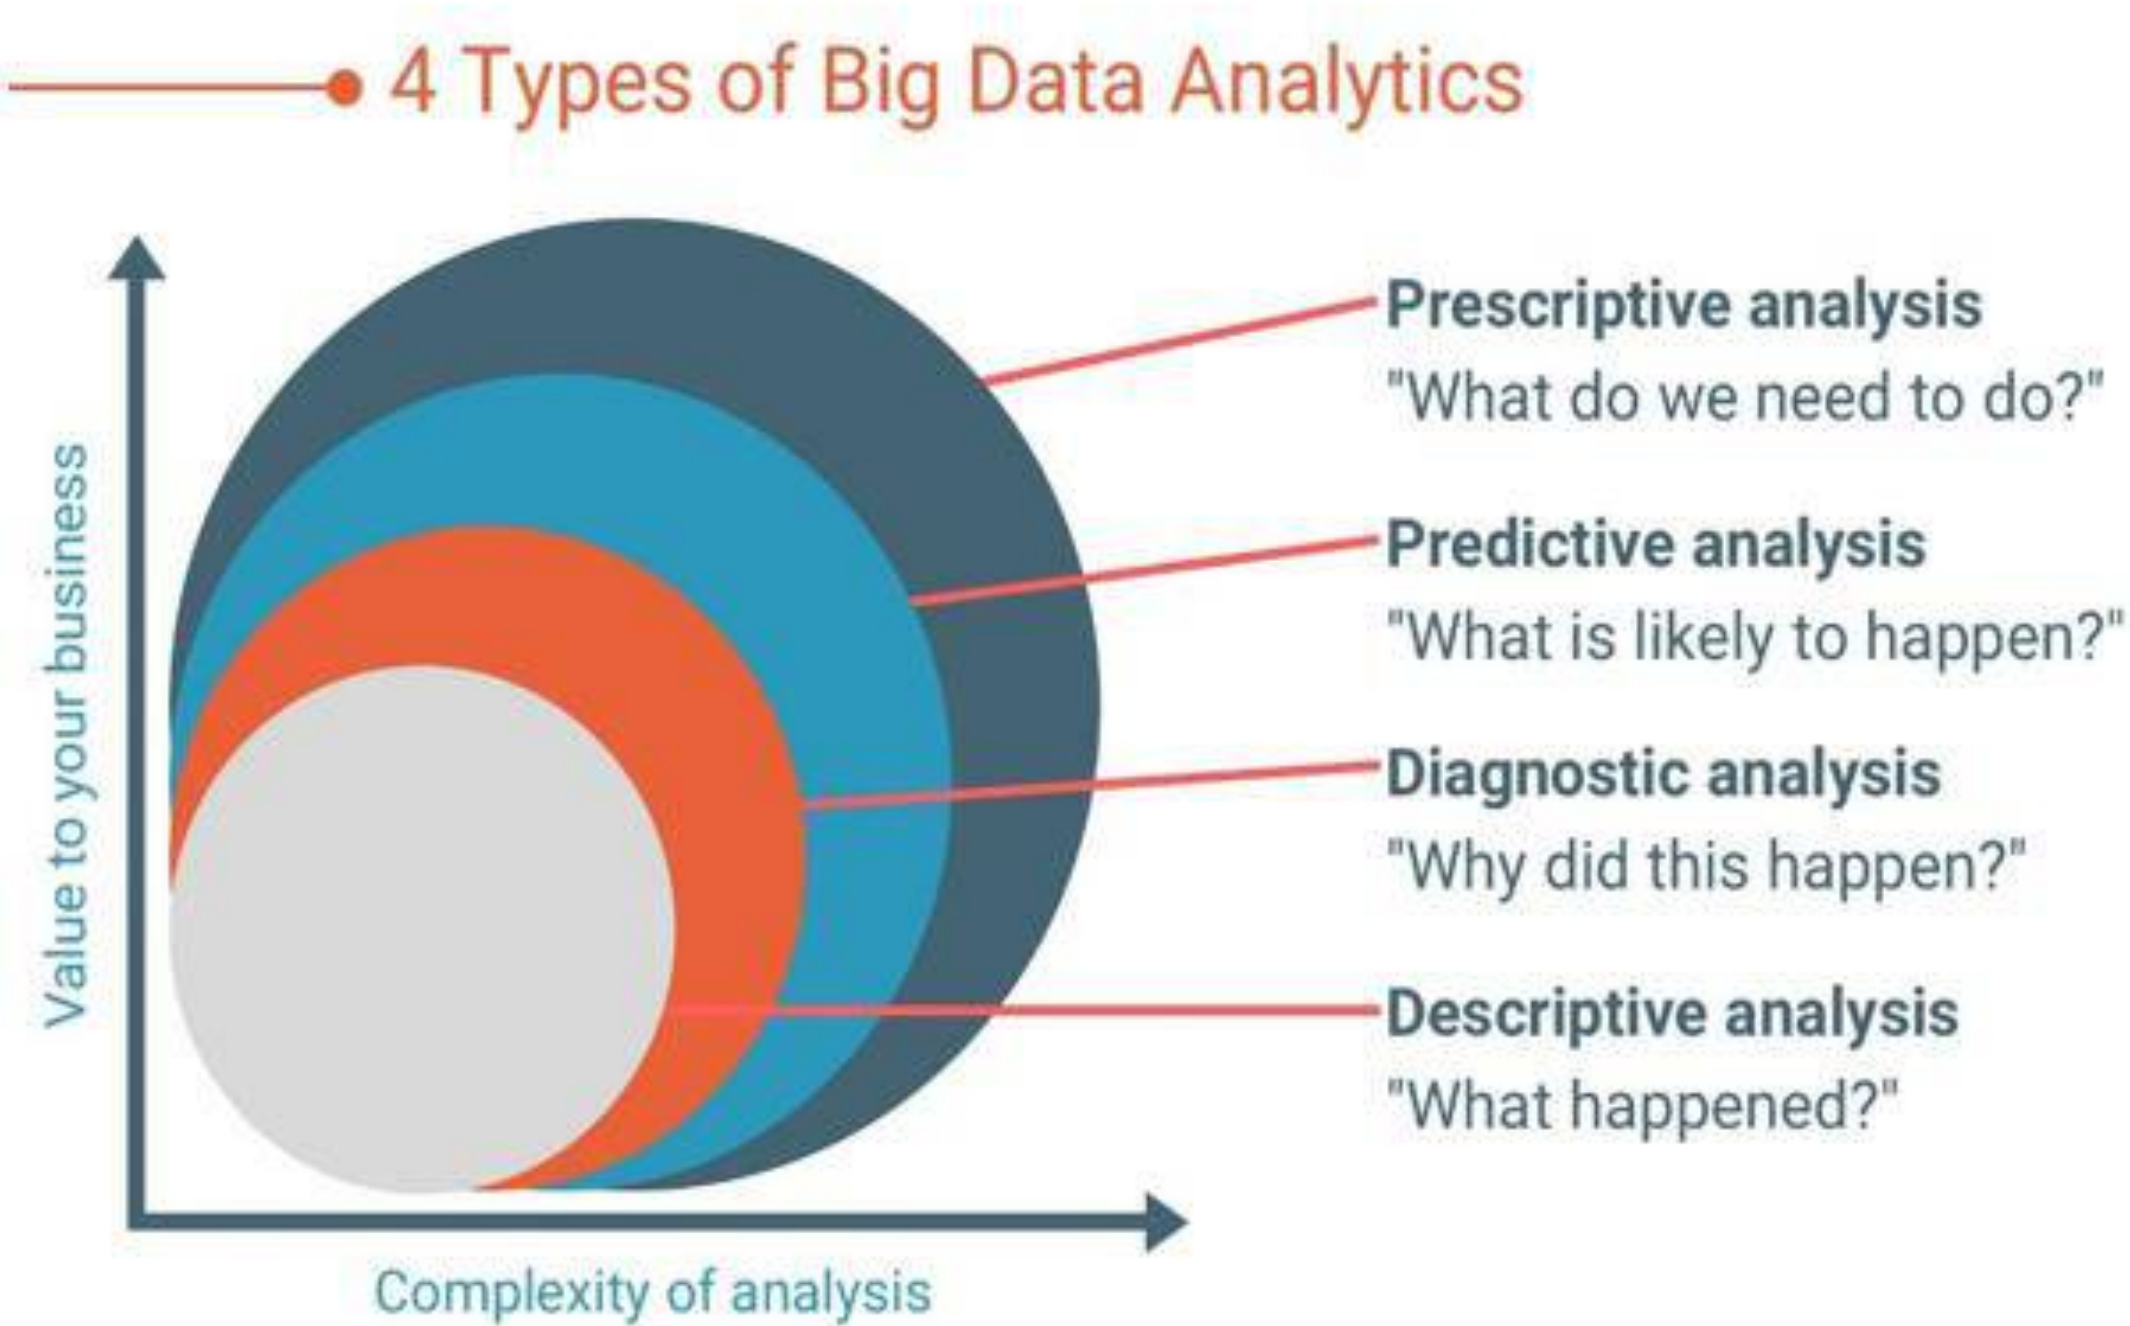 4 Types of Big Data Analytics
Value to your business
Prescriptive analysis
"What do we need to do?"
Predictive analysis
"What is likely to happen?"
Diagnostic analysis
"Why did this happen?"
Descriptive analysis
"What happened?"
Complexity of analysis